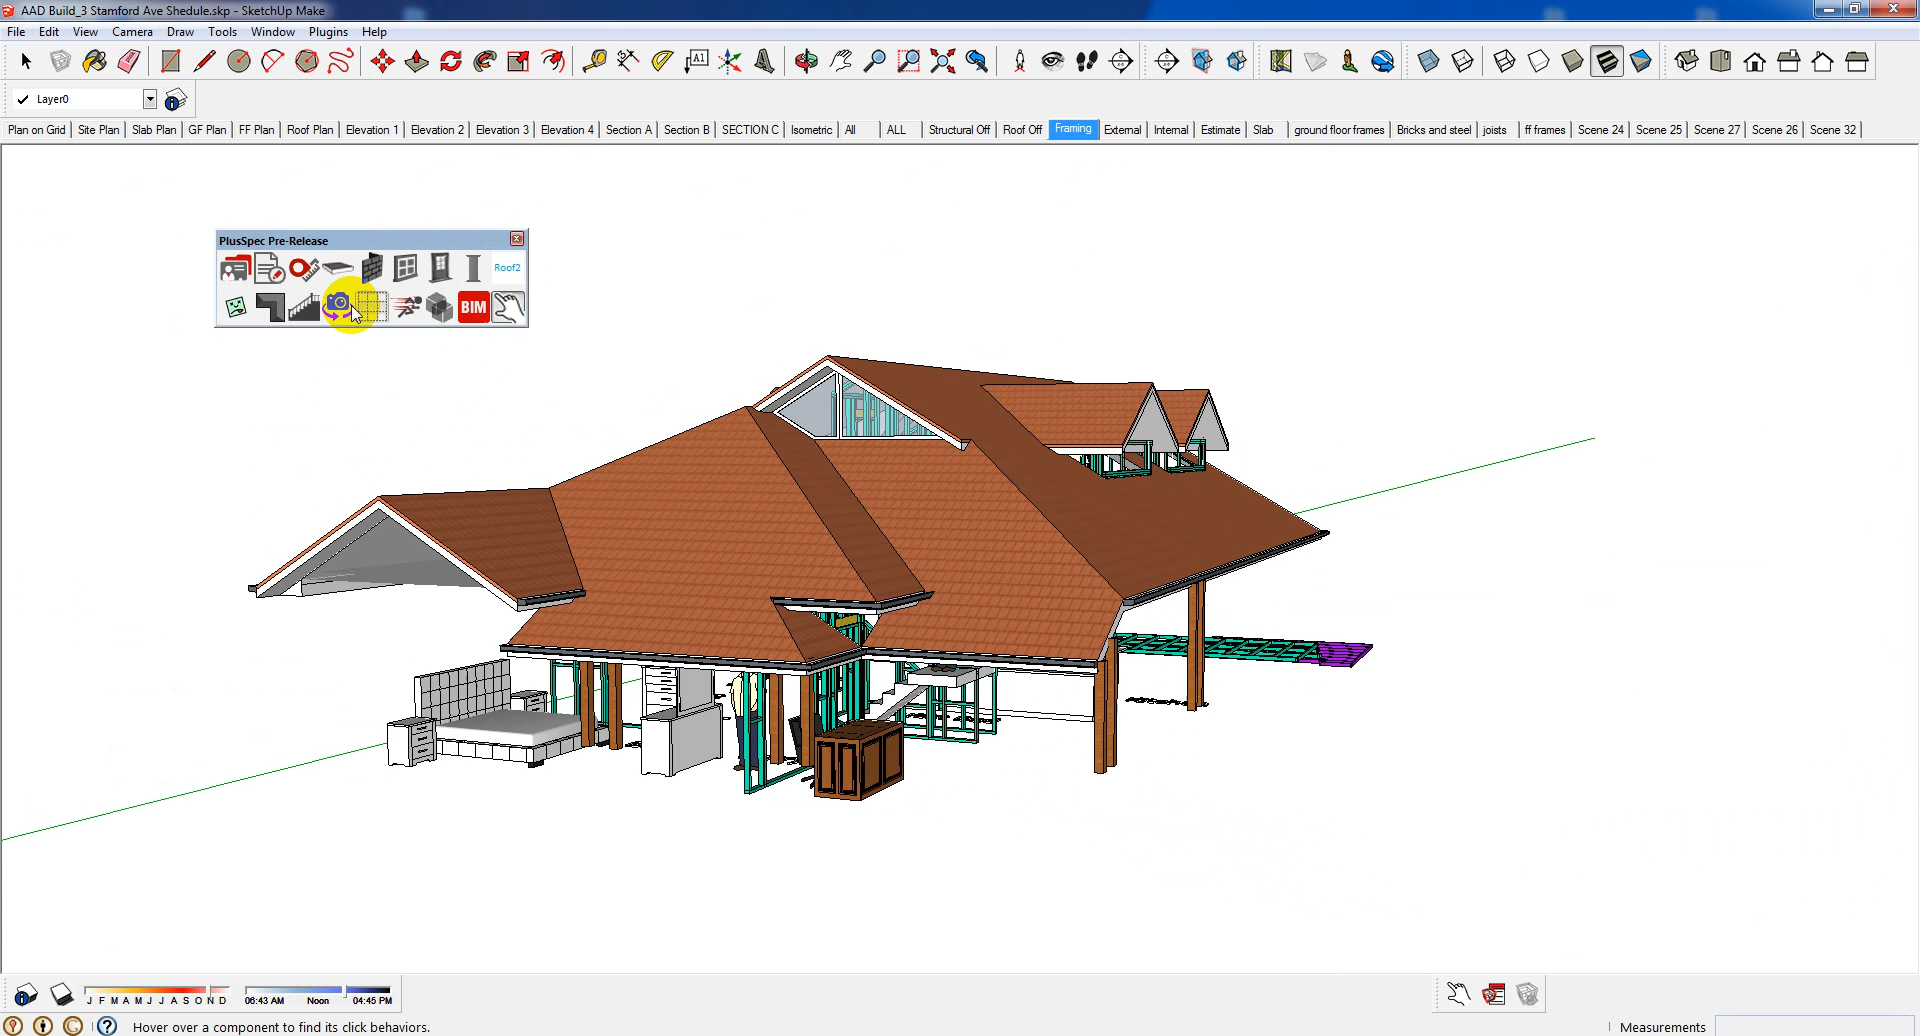 AAD Build_3 Stamford Ave Shedule.skp - SketchUp Make
File Edit View Camera Draw Tools Window Plugins Help
A1
Layer0
Plan on Grid Site Plan Slab Plan GF Plan FF Plan Roof Plan Elevation 1 Elevation 2 Elevation 3 Elevation 4 Section A Section B SECTION C Isometric All ALL Structural Off Roof Off Framing External Internal Estimate Slab ground floor frames Bricks and steel joists ff frames Scene 24 Scene 25 Scene 27 Scene 26 Scene 32
PlusSpec Pre-Release
Roof2
BIM
J F M A M J J A S O N D 06:43 AM Noon 04:45 PM
Hover over a component to find its click behaviors. Measurements